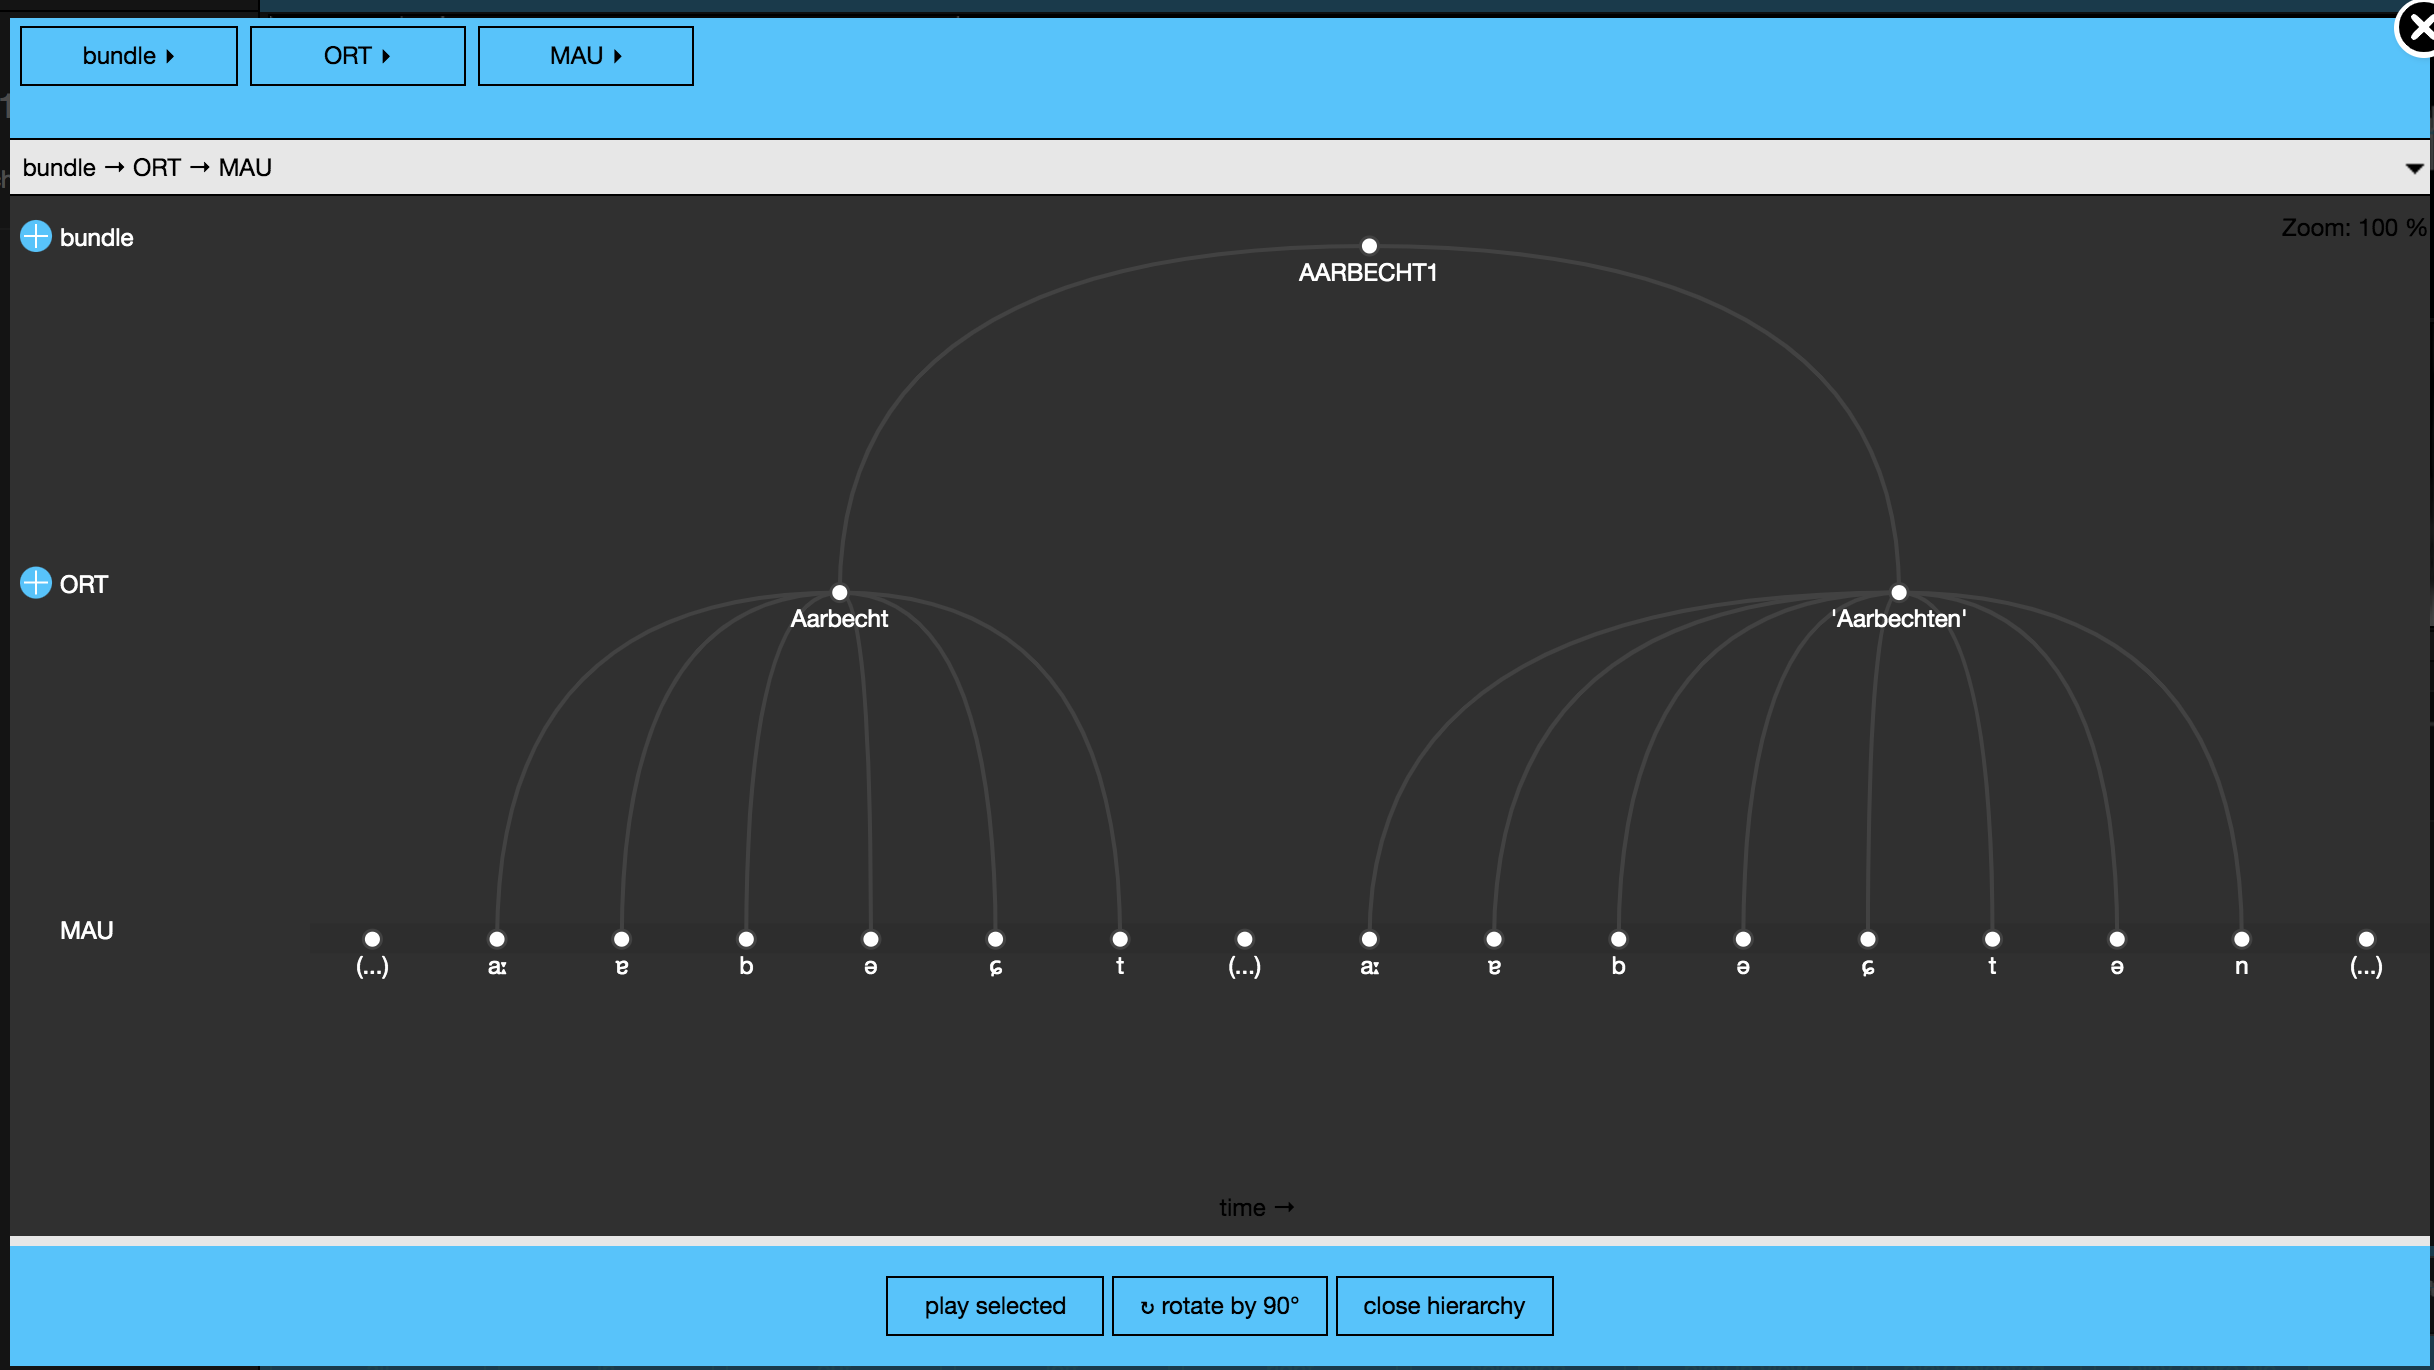 bundle ▸ ORT ▸ MAU ▸
bundle → ORT → MAU
bundle
Zoom: 100 %
AARBECHT1
ORT
Aarbecht 'Aarbechten'
MAU
(...) aː ɐ b ə ɕ t (...) aː ɐ b ə ɕ t ə n (...)
time →
play selected ↻ rotate by 90° close hierarchy